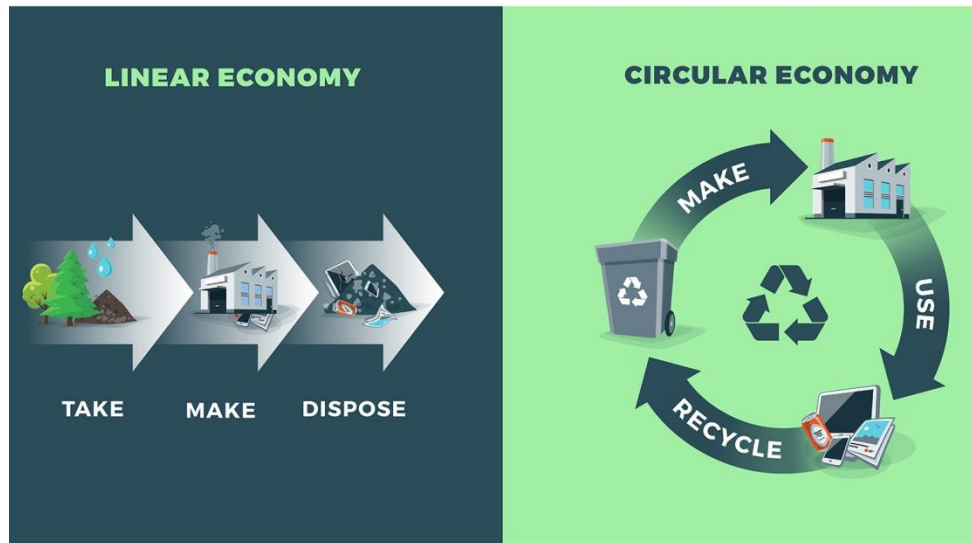 LINEAR ECONOMY
TAKE
MAKE
DISPOSE
CIRCULAR ECONOMY
MAKE
USE
RECYCLE